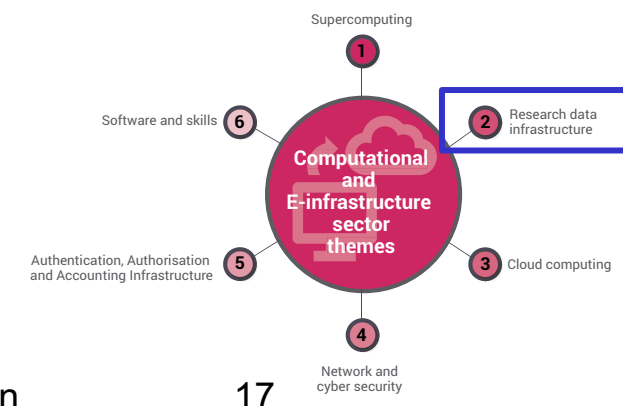 Supercomputing
1
2
Research data
infrastructure
Software and skills
6
Computational
and
E-infrastructure
sector
themes
Authentication, Authorisation
and Accounting Infrastructure
5
3
Cloud computing
4
Network and
cyber security
n
17